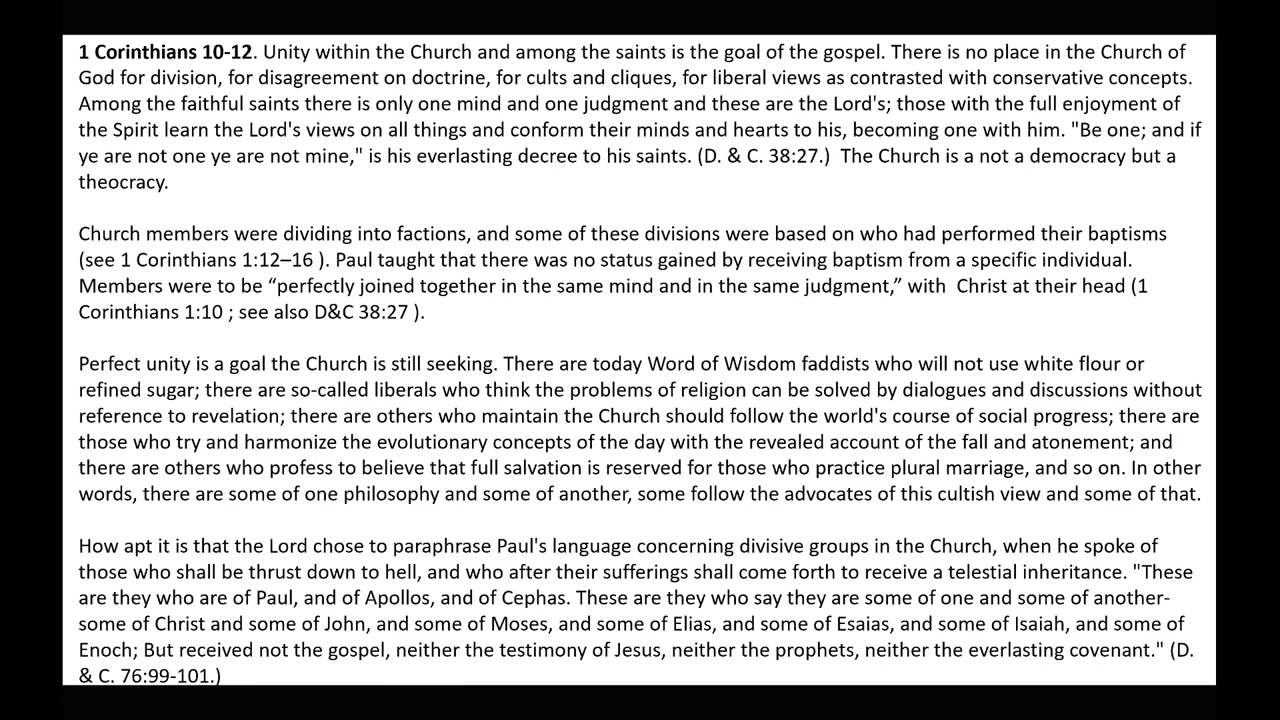 1 Corinthians 10-12. Unity within the Church and among the saints is the goal of the gospel. There is no place in the Church of
God for division, for disagreement on doctrine, for cults and cliques, for liberal views as contrasted with conservative concepts.
Among the faithful saints there is only one mind and one judgment and these are the Lord's; those with the full enjoyment of
the Spirit learn the Lord's views on all things and conform their minds and hearts to his, becoming one with him. "Be one; and if
ye are not one ye are not mine," is his everlasting decree to his saints. (D. & C. 38:27.)  The Church is a not a democracy but a
theocracy.

Church members were dividing into factions, and some of these divisions were based on who had performed their baptisms
(see 1 Corinthians 1:12–16 ). Paul taught that there was no status gained by receiving baptism from a specific individual.
Members were to be “perfectly joined together in the same mind and in the same judgment,” with  Christ at their head (1
Corinthians 1:10 ; see also D&C 38:27 ).

Perfect unity is a goal the Church is still seeking. There are today Word of Wisdom faddists who will not use white flour or
refined sugar; there are so-called liberals who think the problems of religion can be solved by dialogues and discussions without
reference to revelation; there are others who maintain the Church should follow the world's course of social progress; there are
those who try and harmonize the evolutionary concepts of the day with the revealed account of the fall and atonement; and
there are others who profess to believe that full salvation is reserved for those who practice plural marriage, and so on. In other
words, there are some of one philosophy and some of another, some follow the advocates of this cultish view and some of that.

How apt it is that the Lord chose to paraphrase Paul's language concerning divisive groups in the Church, when he spoke of
those who shall be thrust down to hell, and who after their sufferings shall come forth to receive a telestial inheritance. "These
are they who are of Paul, and of Apollos, and of Cephas. These are they who say they are some of one and some of another-
some of Christ and some of John, and some of Moses, and some of Elias, and some of Esaias, and some of Isaiah, and some of
Enoch; But received not the gospel, neither the testimony of Jesus, neither the prophets, neither the everlasting covenant." (D.
& C. 76:99-101.)